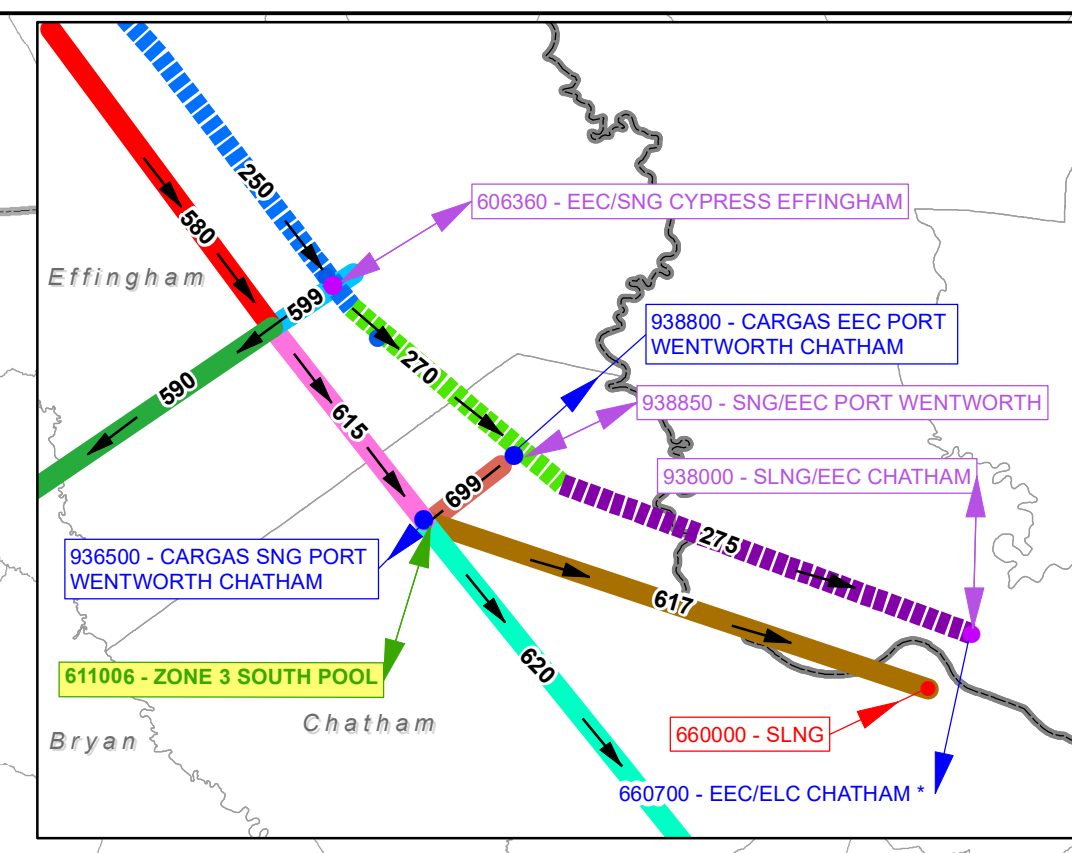 250
606360 - EEC/SNG CYPRESS EFFINGHAM
580
Effingham
599
938800 - CARGAS EEC PORT
WENTWORTH CHATHAM
270
590
938850 - SNG/EEC PORT WENTWORTH
615
938000 - SLNG/EEC CHATHAM
699
275
936500 - CARGAS SNG PORT
WENTWORTH CHATHAM
617
620
611006 - ZONE 3 SOUTH POOL
Chatham
Bryan
660000 - SLNG
660700 - EEC/ELC CHATHAM *